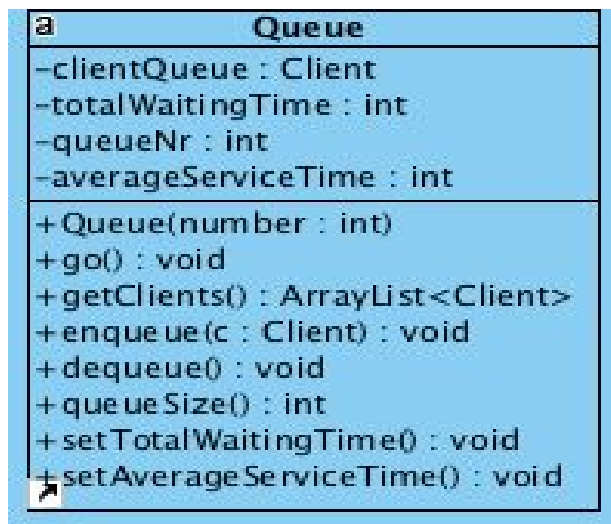 a Queue
-clientQueue : Client
-totalWaitingTime : int
-queueNr : int
-averageServiceTime : int
+Queue(number : int)
+go() : void
+getClients() : ArrayList<Client>
+enqueue(c : Client) : void
+dequeue() : void
+queueSize() : int
+setTotalWaitingTime() : void
+setAverageServiceTime() : void